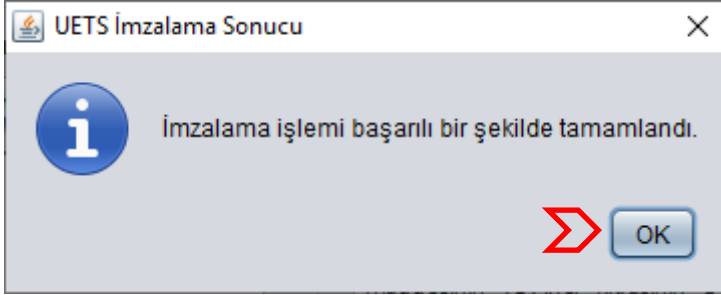 UETS İmzalama Sonucu
İmzalama işlemi başarılı bir şekilde tamamlandı.
OK